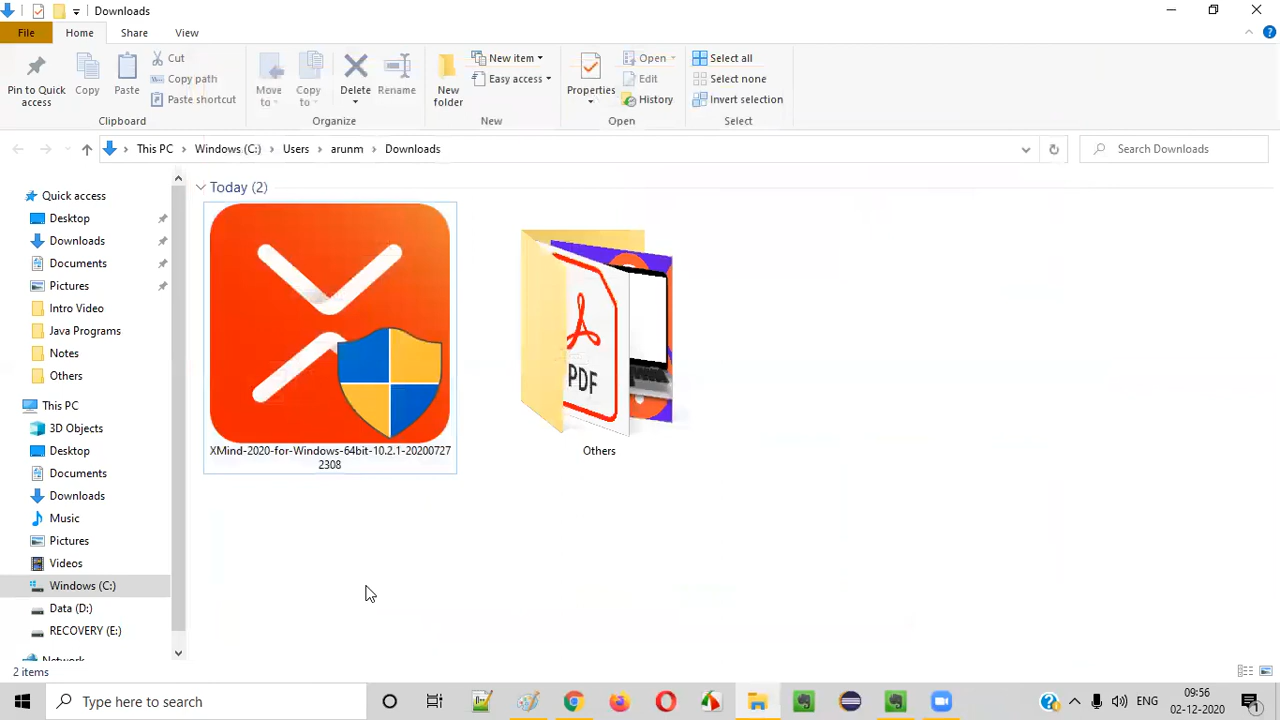 Downloads
File Home Share View
Pin to Quick access
Copy
Paste
Cut
Copy path
Paste shortcut
Clipboard
Move to
Copy to
Delete
Rename
Organize
New folder
New item
Easy access
New
Properties
Open
Edit
History
Open
Select all
Select none
Invert selection
Select
This PC > Windows (C:) > Users > arunm > Downloads
Search Downloads
Quick access
Desktop
Downloads
Documents
Pictures
Intro Video
Java Programs
Notes
Others
This PC
3D Objects
Desktop
Documents
Downloads
Music
Pictures
Videos
Windows (C:)
Data (D:)
RECOVERY (E:)
Network
Today (2)
XMind-2020-for-Windows-64bit-10.2.1-20200727
2308
PDF
Others
2 items
Type here to search
09:56
02-12-2020
1